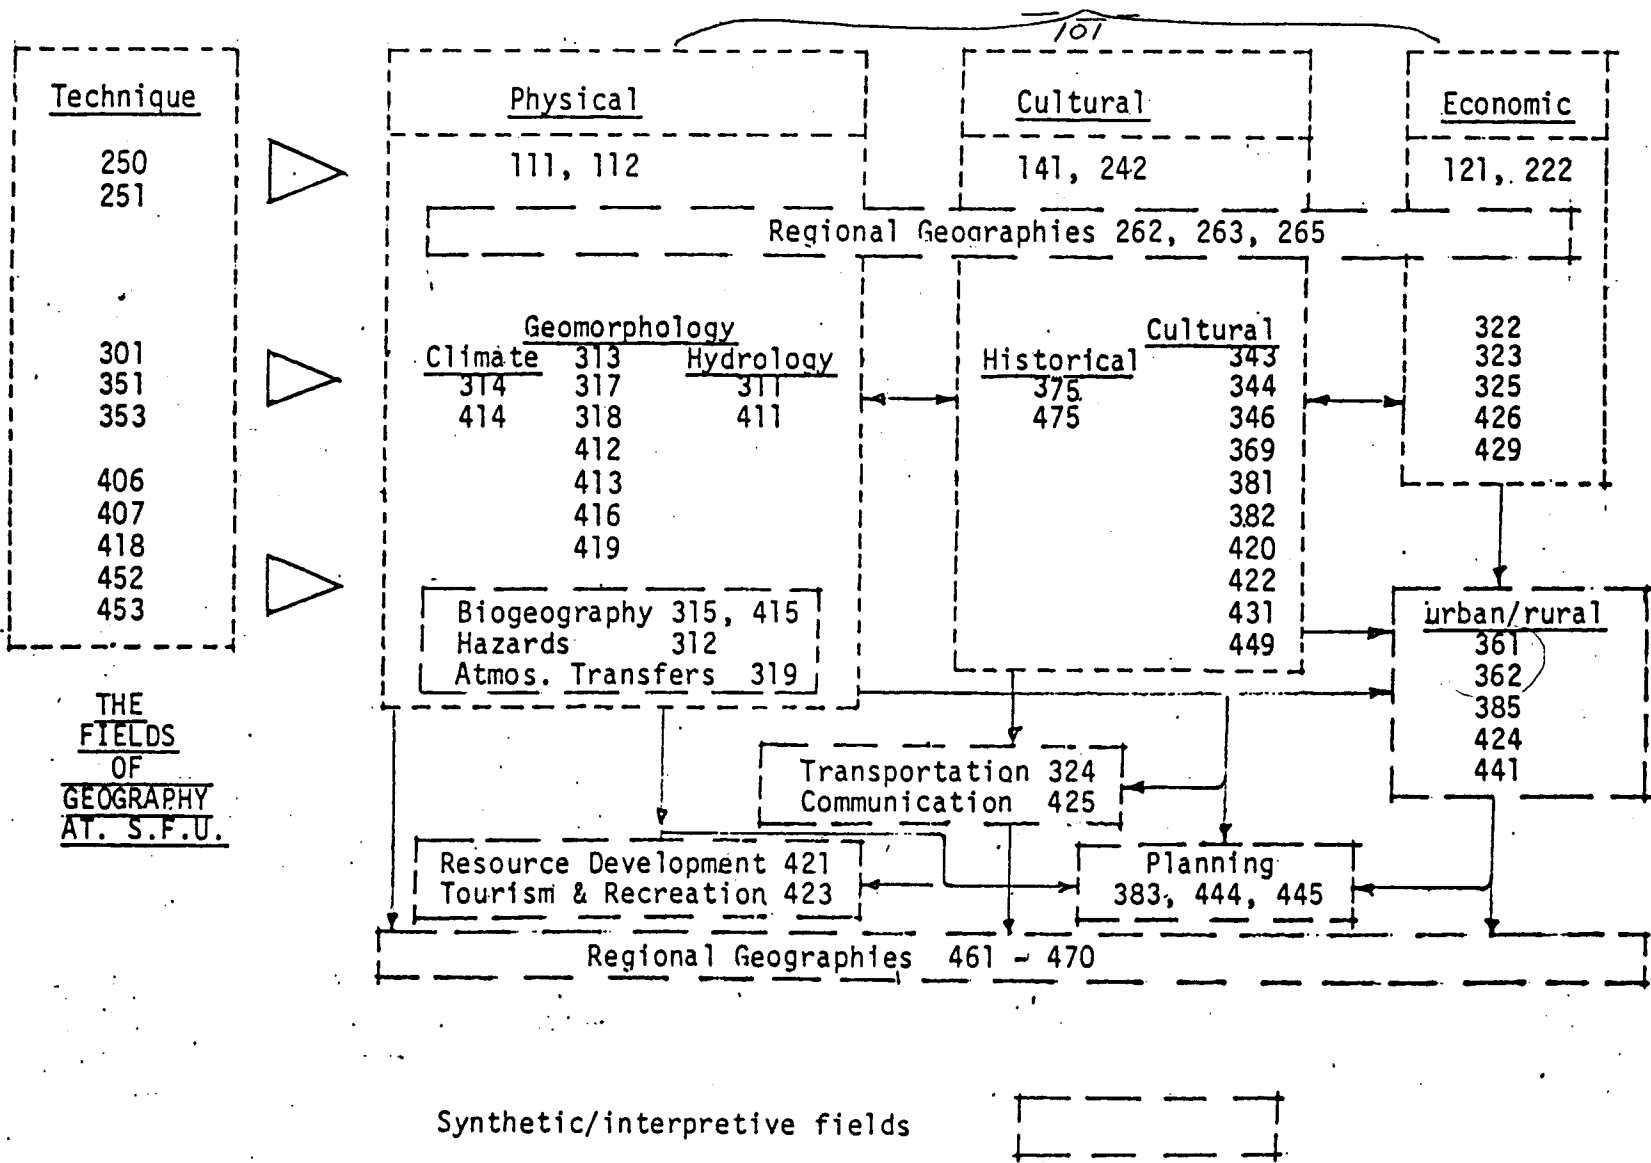 101
Technique
250
251
301
351
353
406
407
418
452
453
THE
FIELDS
OF
GEOGRAPHY
AT. S.F.U.
Physical
111, 112
Cultural
141, 242
Economic
121, 222
Regional Geographies 262, 263, 265
Geomorphology
313
317
318
412
413
416
419
Climate
314
414
Hydrology
311
411
Biogeography 315, 415
Hazards 312
Atmos. Transfers 319
Historical
375
475
Cultural
343
344
346
369
381
382
420
422
431
449
322
323
325
426
429
urban/rural
361
362
385
424
441
Transportation 324
Communication 425
Resource Development 421
Tourism & Recreation 423
Planning
383, 444, 445
Regional Geographies 461 - 470
Synthetic/interpretive fields